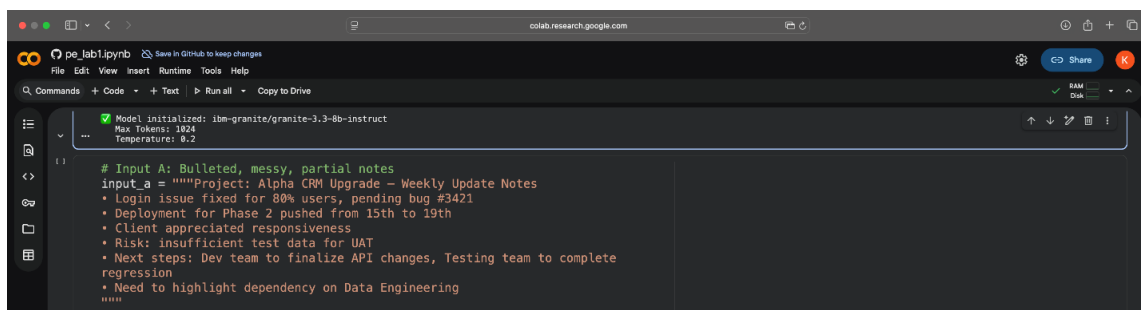 colab.research.google.com
pe_lab1.ipynb Save in GitHub to keep changes
Share
K
File Edit View Insert Runtime Tools Help
Commands + Code + Text Run all Copy to Drive
RAM
Disk
✅ Model initialized: ibm-granite/granite-3.3-8b-instruct
Max Tokens: 1024
Temperature: 0.2
[ ]
# Input A: Bulleted, messy, partial notes
input_a = """Project: Alpha CRM Upgrade – Weekly Update Notes
• Login issue fixed for 80% users, pending bug #3421
• Deployment for Phase 2 pushed from 15th to 19th
• Client appreciated responsiveness
• Risk: insufficient test data for UAT
• Next steps: Dev team to finalize API changes, Testing team to complete
regression
• Need to highlight dependency on Data Engineering
"""